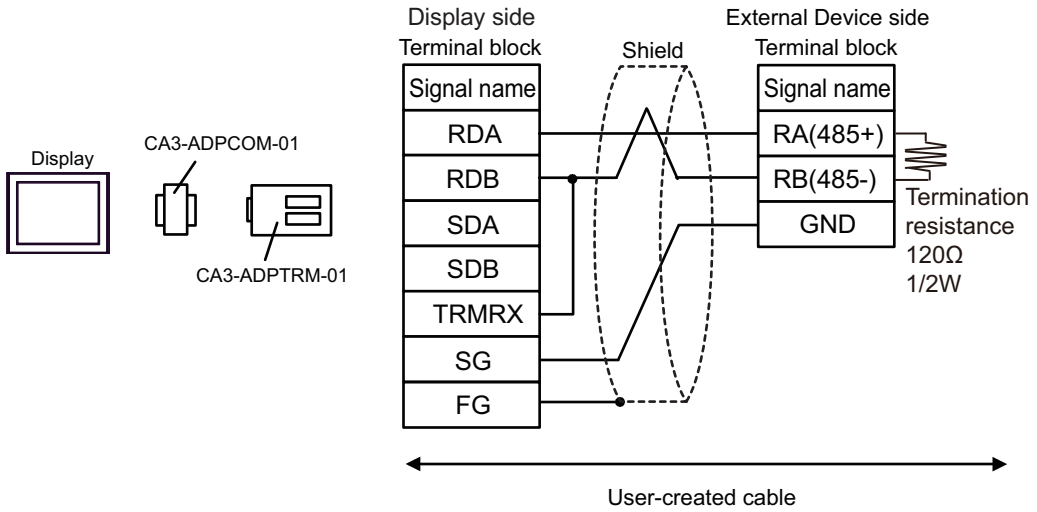 Display
CA3-ADPCOM-01
CA3-ADPTRM-01
Display side
Terminal block
Signal name
RDA
RDB
SDA
SDB
TRMRX
SG
FG
Shield
External Device side
Terminal block
Signal name
RA(485+)
RB(485-)
GND
Termination
resistance
120Ω
1/2W
User-created cable